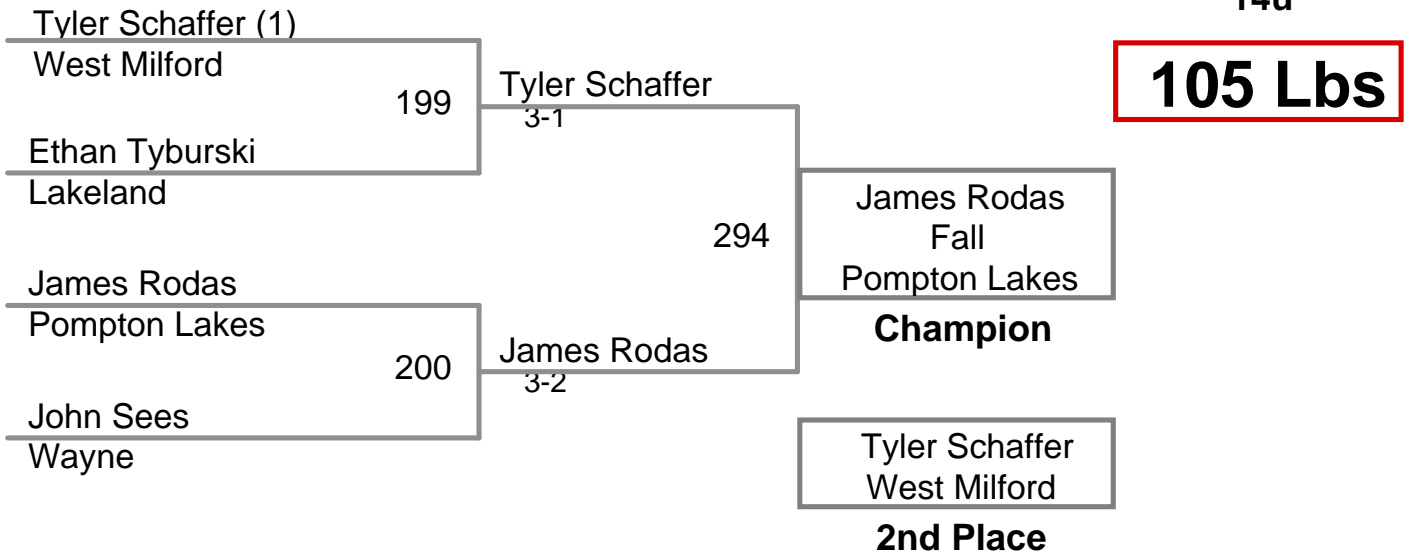 14u
105 Lbs
Tyler Schaffer (1)
West Milford
199
Ethan Tyburski
Lakeland
Tyler Schaffer
3-1
James Rodas
Pompton Lakes
200
John Sees
Wayne
James Rodas
3-2
294
James Rodas
Fall
Pompton Lakes
Champion
Tyler Schaffer
West Milford
2nd Place